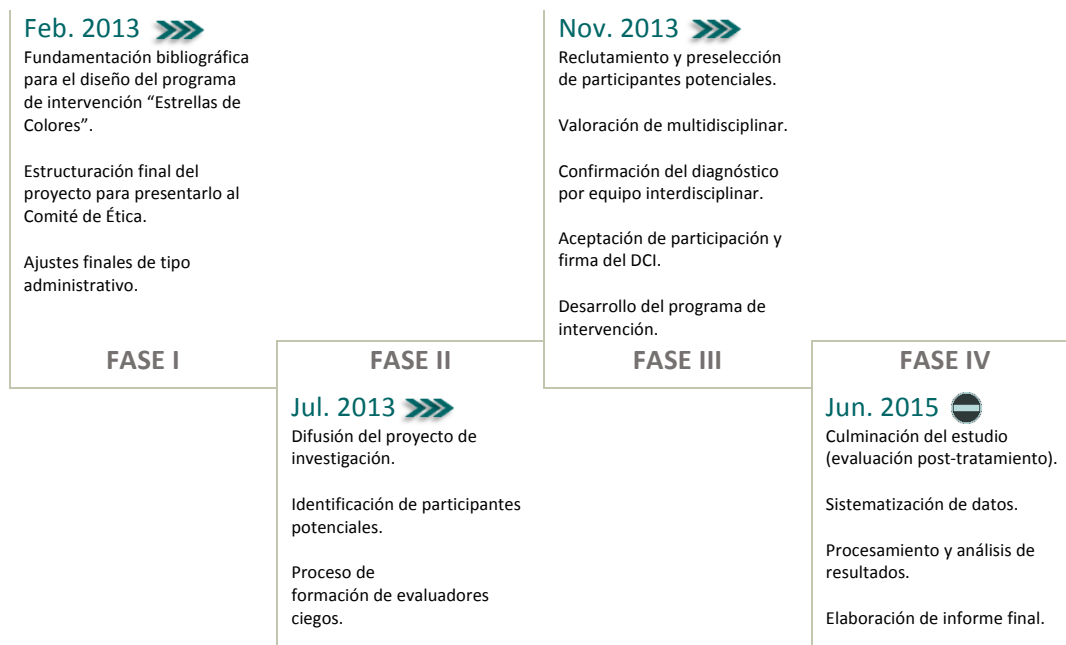 Feb. 2013
Fundamentación bibliográfica
para el diseño del programa
de intervención “Estrellas de
Colores”.
Estructuración final del
proyecto para presentarlo al
Comité de Ética.
Ajustes finales de tipo
administrativo.
FASE I
FASE II
Jul. 2013
Difusión del proyecto de
investigación.
Identificación de participantes
potenciales.
Proceso de
formación de evaluadores
ciegos.
Nov. 2013
Reclutamiento y preselección
de participantes potenciales.
Valoración de multidisciplinar.
Confirmación del diagnóstico
por equipo interdisciplinar.
Aceptación de participación y
firma del DCI.
Desarrollo del programa de
intervención.
FASE III
FASE IV
Jun. 2015
Culminación del estudio
(evaluación post-tratamiento).
Sistematización de datos.
Procesamiento y análisis de
resultados.
Elaboración de informe final.